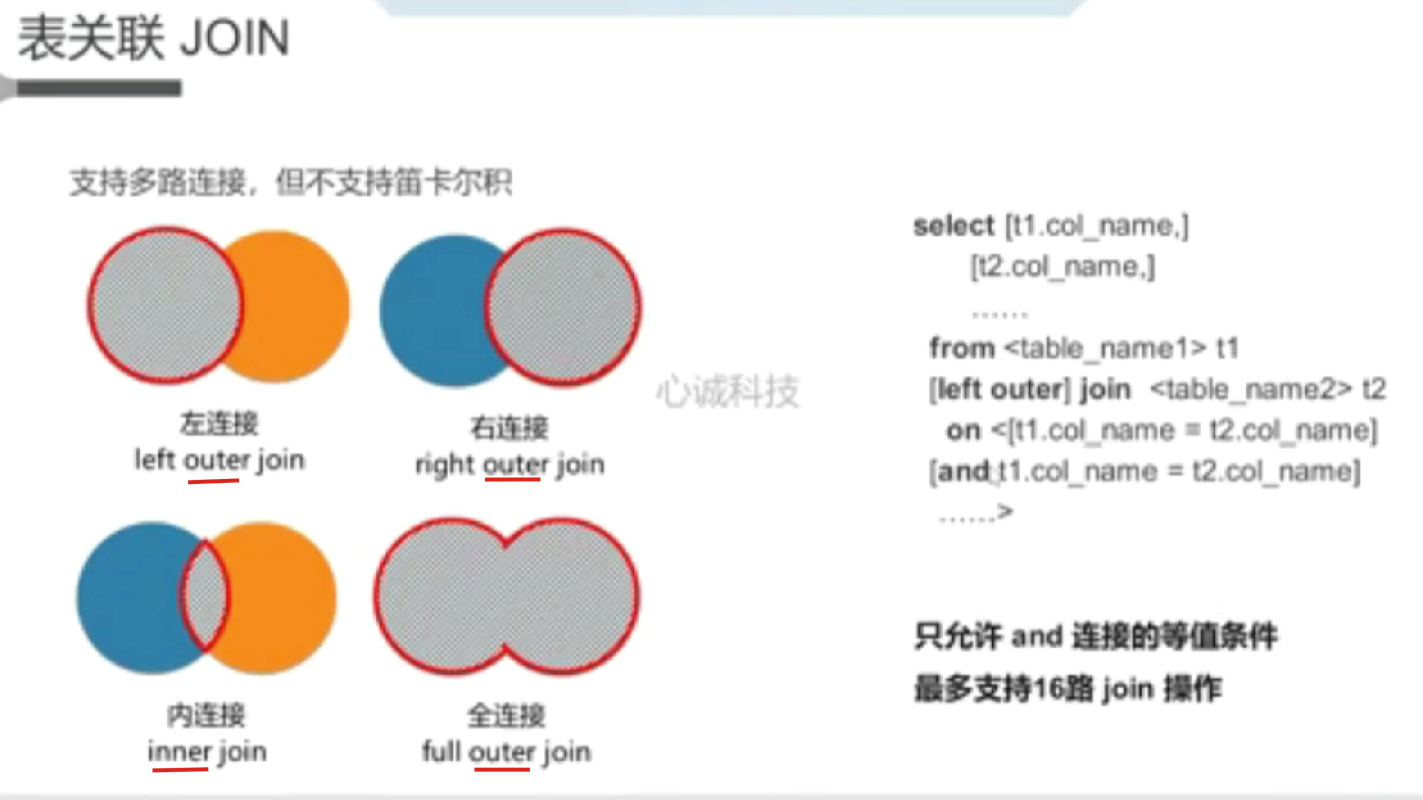 表关联 JOIN
支持多路连接，但不支持笛卡尔积
左连接
left outer join
右连接
right outer join
内连接
inner join
全连接
full outer join
心诚科技
select [t1.col_name,]
[t2.col_name,]
……
from <table_name1> t1
[left outer] join <table_name2> t2
on <[t1.col_name = t2.col_name]
[and t1.col_name = t2.col_name]
……>
只允许 and 连接的等值条件
最多支持16路 join 操作